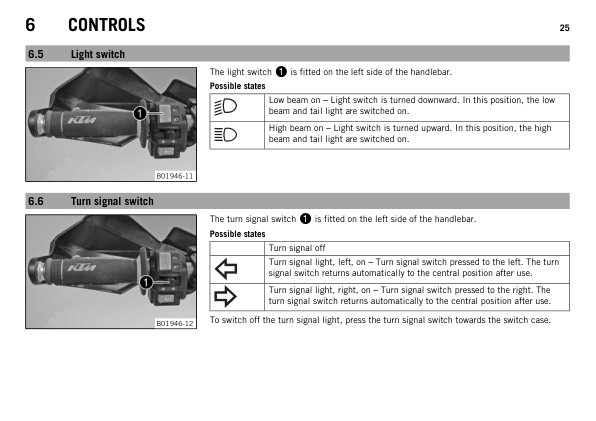 6 CONTROLS 25
6.5 Light switch
The light switch 1 is fitted on the left side of the handlebar.
Possible states
Low beam on – Light switch is turned downward. In this position, the low
beam and tail light are switched on.
High beam on – Light switch is turned upward. In this position, the high
beam and tail light are switched on.
KTM
1
B01946-11
6.6 Turn signal switch
The turn signal switch 1 is fitted on the left side of the handlebar.
Possible states
Turn signal off
Turn signal light, left, on – Turn signal switch pressed to the left. The turn
signal switch returns automatically to the central position after use.
Turn signal light, right, on – Turn signal switch pressed to the right. The
turn signal switch returns automatically to the central position after use.
To switch off the turn signal light, press the turn signal switch towards the switch case.
KTM
1
B01946-12